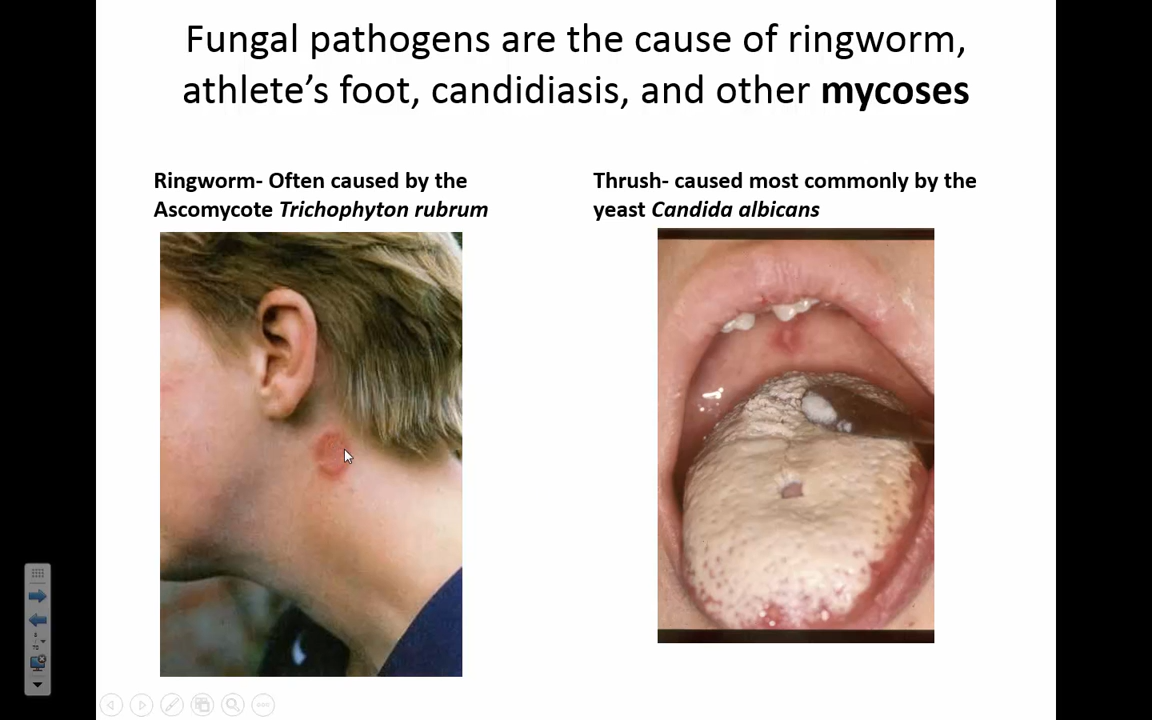 Fungal pathogens are the cause of ringworm,
athlete’s foot, candidiasis, and other mycoses
Ringworm- Often caused by the
Ascomycote Trichophyton rubrum
Thrush- caused most commonly by the
yeast Candida albicans